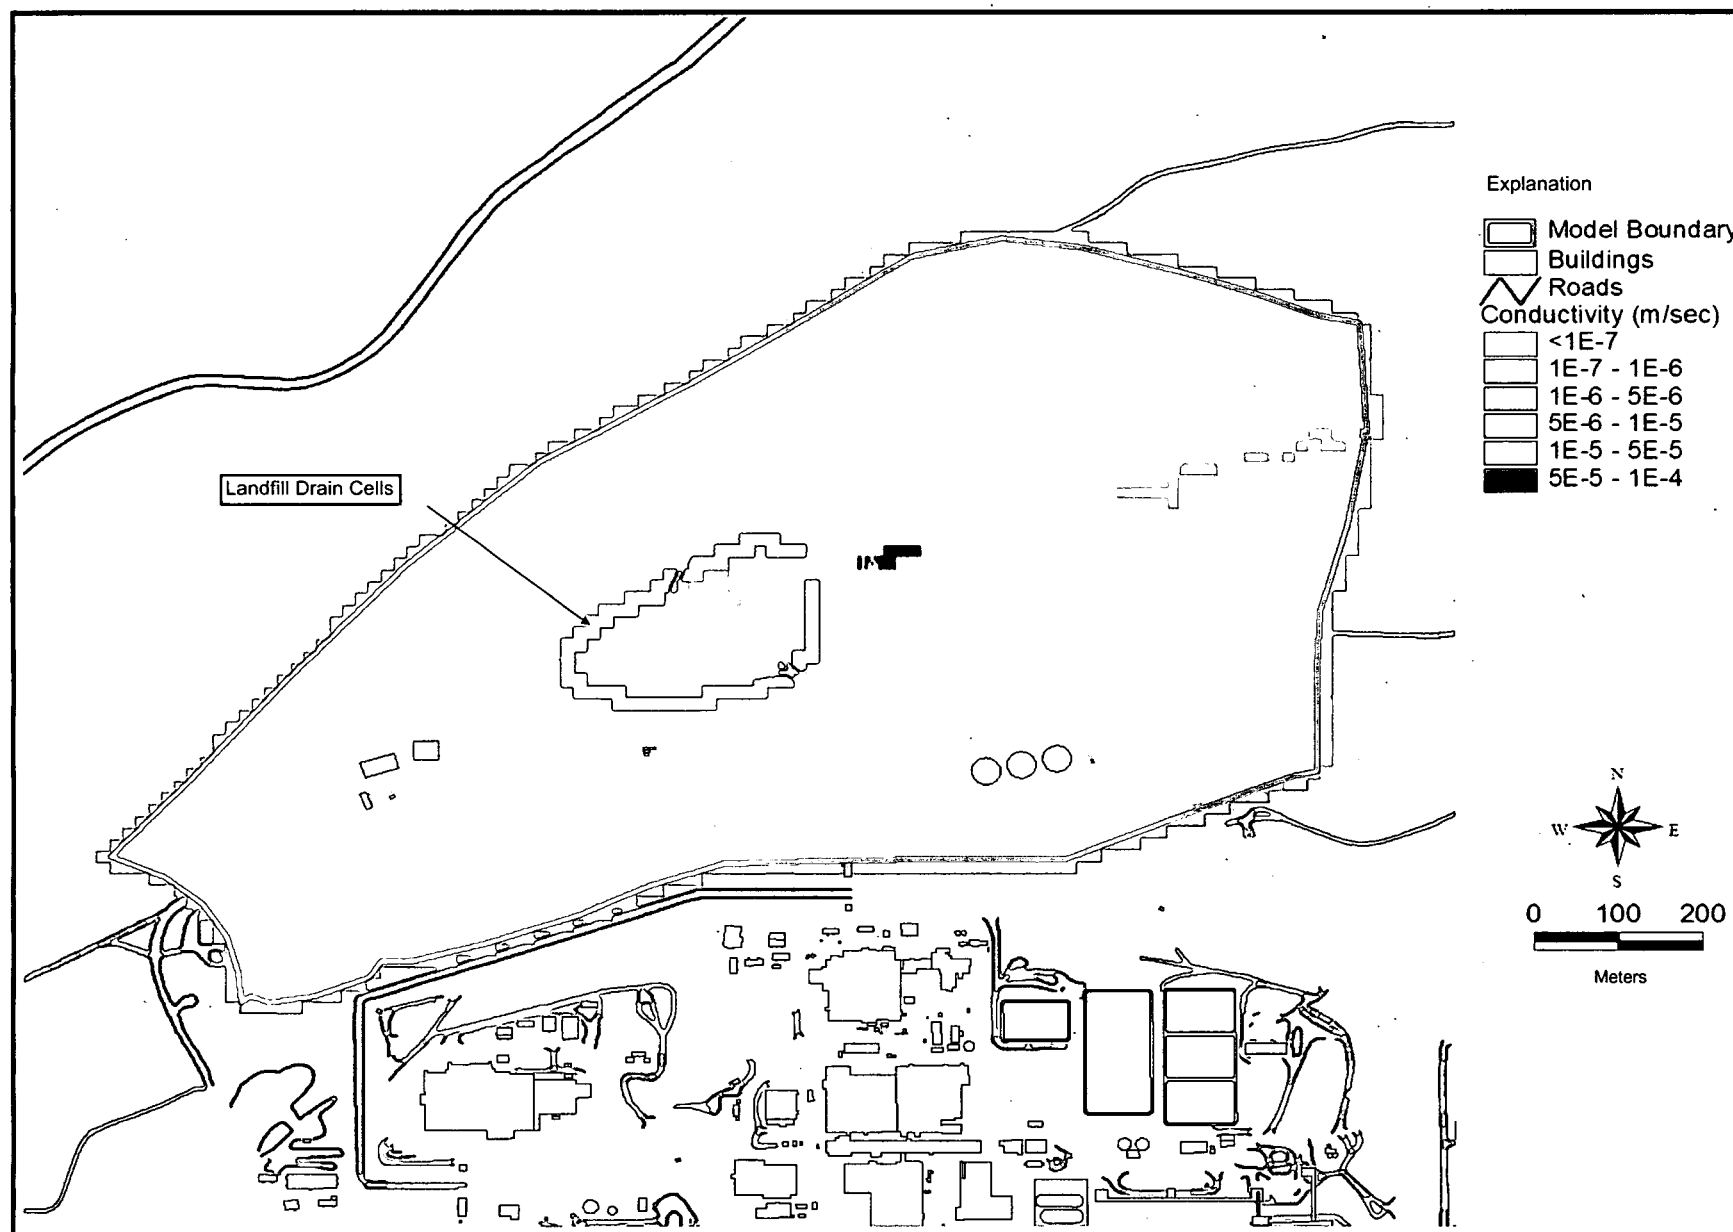 Explanation
Model Boundary
Buildings
Roads
Conductivity (m/sec)
<1E-7
1E-7 - 1E-6
1E-6 - 5E-6
5E-6 - 1E-5
1E-5 - 5E-5
5E-5 - 1E-4
Landfill Drain Cells
N
W E
S
0 100 200
Meters